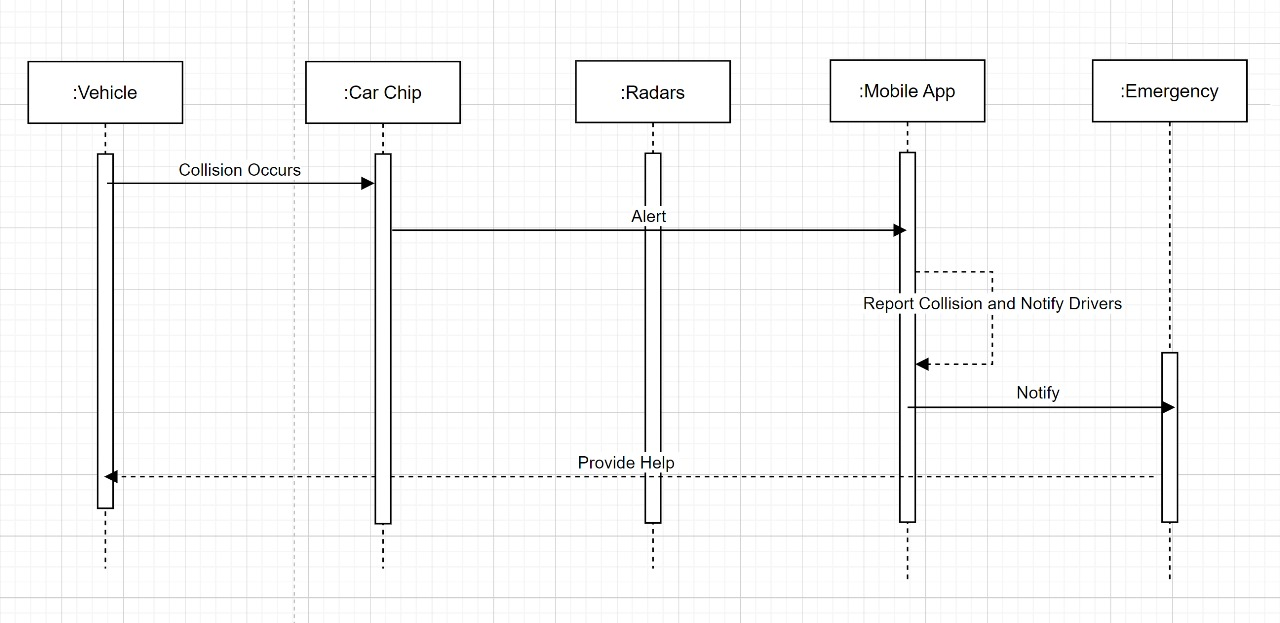 :Vehicle
:Car Chip
:Radars
:Mobile App
:Emergency
Collision Occurs
Alert
Report Collision and Notify Drivers
Notify
Provide Help